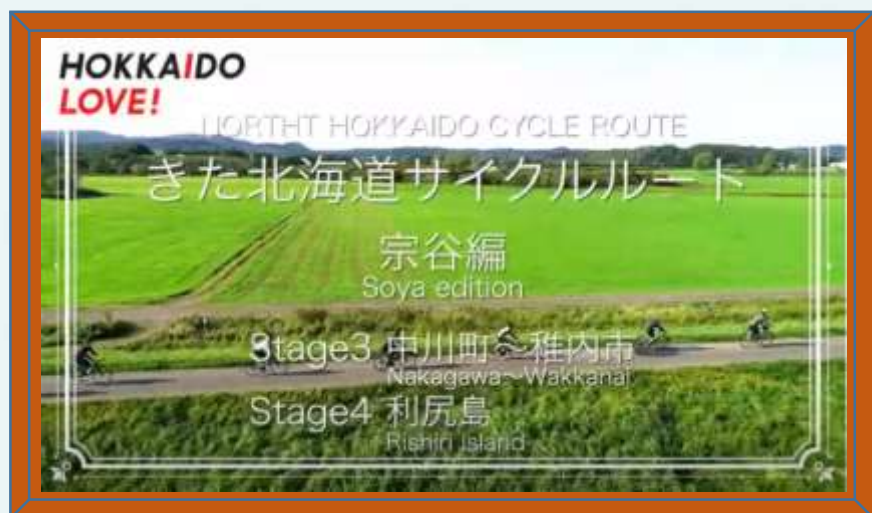 HOKKAIDO
LOVE!
NORTHT HOKKAIDO CYCLE ROUTE
きた北海道サイクルルート
宗谷編
Soya edition
Stage3 中川町~稚内市
Nakagawa~Wakkanai
Stage4 利尻島
Rishiri Island